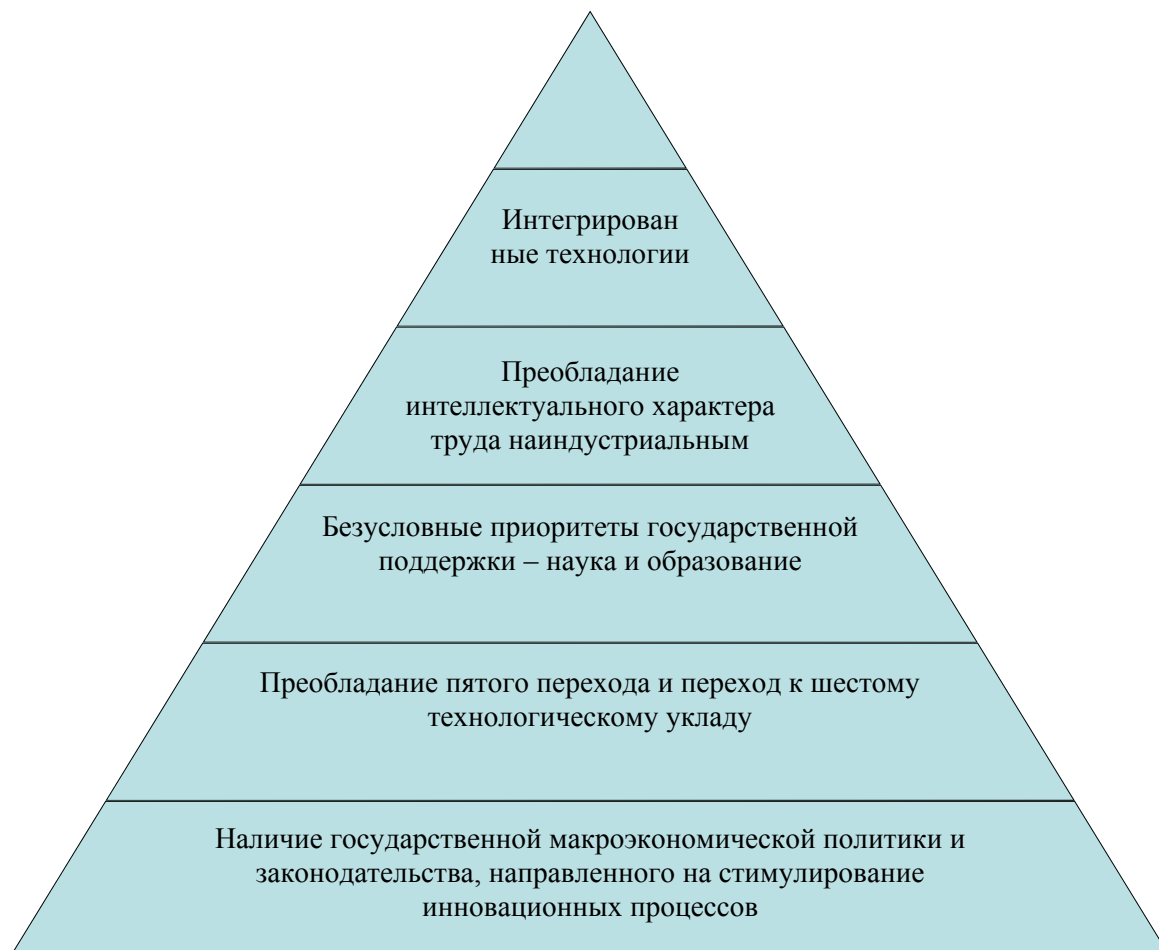 Интегрирован
ные технологии
Преобладание
интеллектуального характера
труда наиндустриальным
Безусловные приоритеты государственной
поддержки – наука и образование
Преобладание пятого перехода и переход к шестому
технологическому укладу
Наличие государственной макроэкономической политики и
законодательства, направленного на стимулирование
инновационных процессов